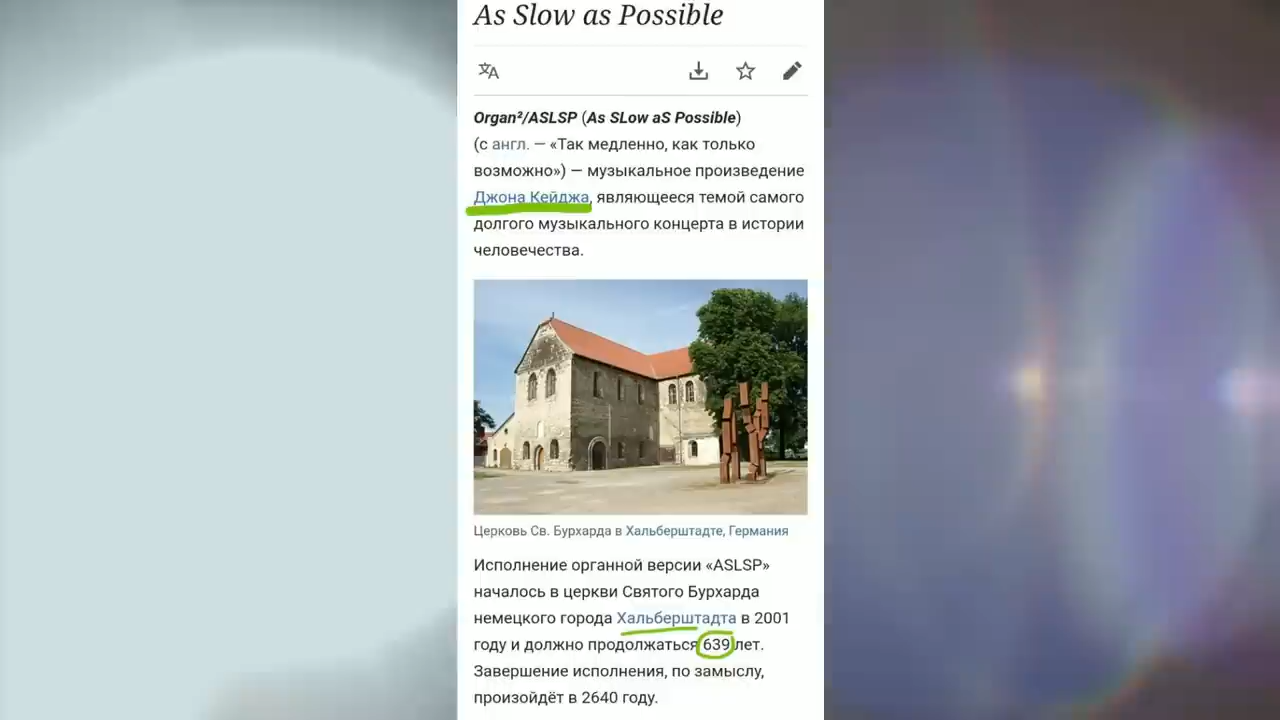 As Slow as Possible
Organ²/ASLSP (As SLow aS Possible)
(с англ. — «Так медленно, как только
возможно») — музыкальное произведение
Джона Кейджа, являющееся темой самого
долгого музыкального концерта в истории
человечества.
Церковь Св. Бурхарда в Хальберштадте, Германия
Исполнение органной версии «ASLSP»
началось в церкви Святого Бурхарда
немецкого города Хальберштадта в 2001
году и должно продолжаться 639 лет.
Завершение исполнения, по замыслу,
произойдёт в 2640 году.